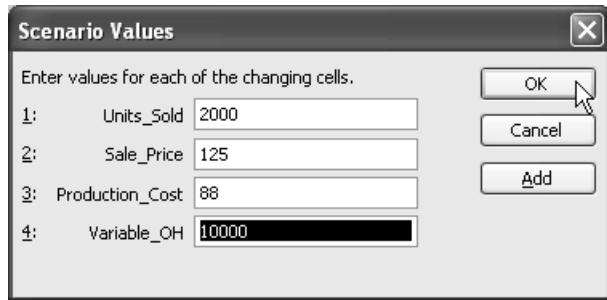 Scenario Values
Enter values for each of the changing cells.
1: Units_Sold 2000
2: Sale_Price 125
3: Production_Cost 88
4: Variable_OH 10000
OK
Cancel
Add